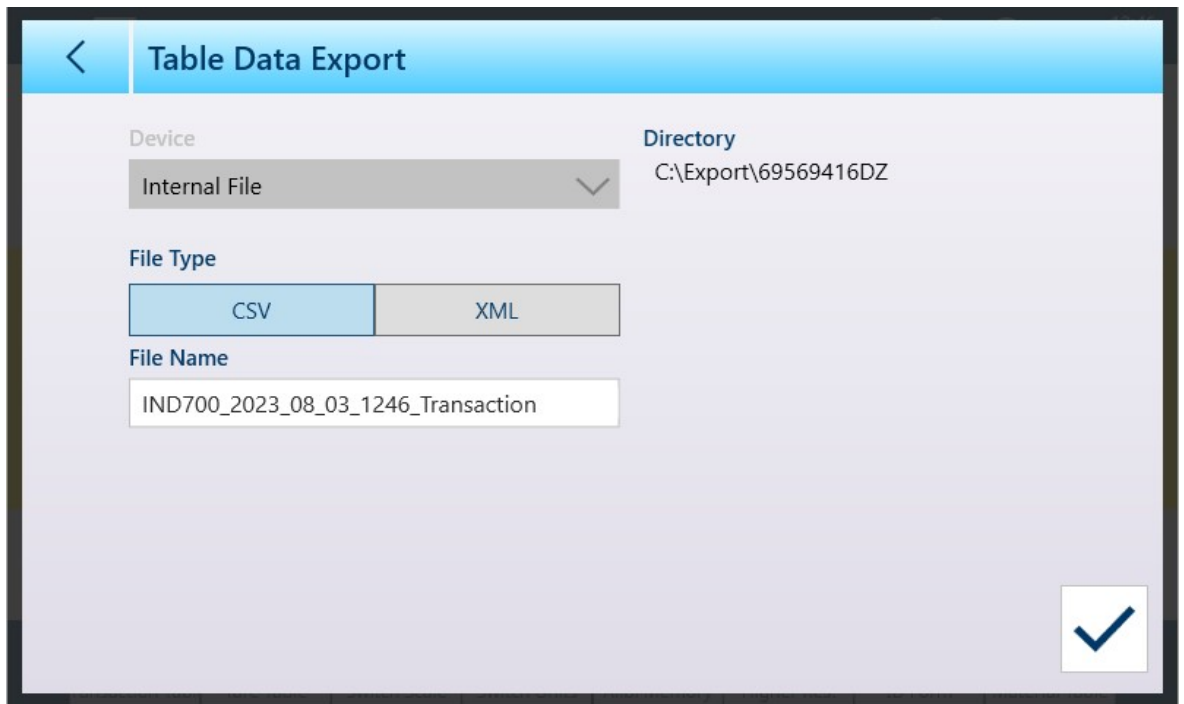 Table Data Export
Device
Internal File
Directory
C:\Export\69569416DZ
File Type
CSV
XML
File Name
IND700_2023_08_03_1246_Transaction